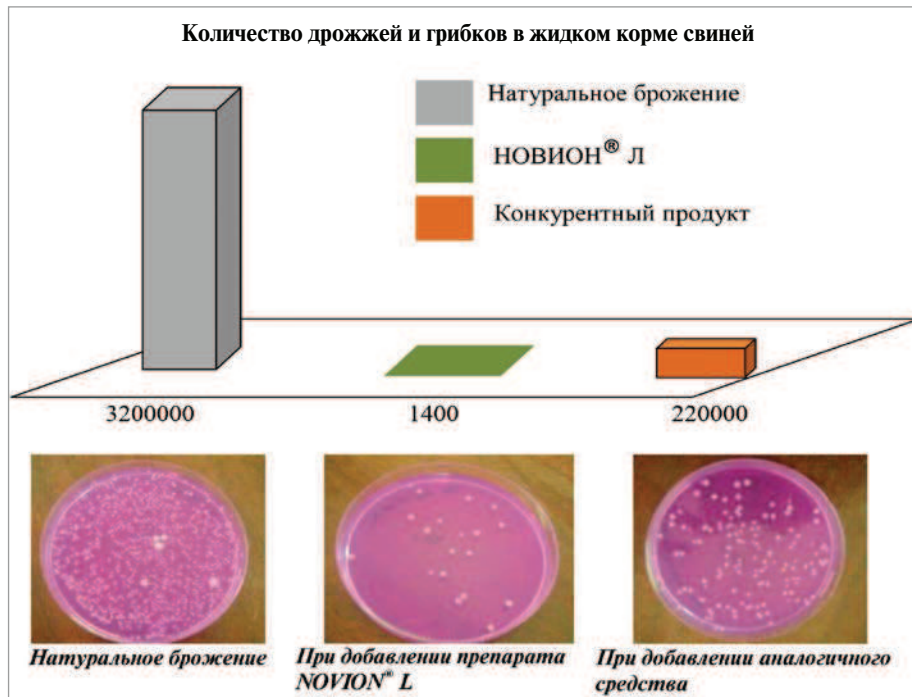 Количество дрожжей и грибков в жидком корме свиней
Натуральное брожение
НОВИОН® Л
Конкурентный продукт
3200000
1400
220000
Натуральное брожение
При добавлении препарата
NOVION® L
При добавлении аналогичного
средства